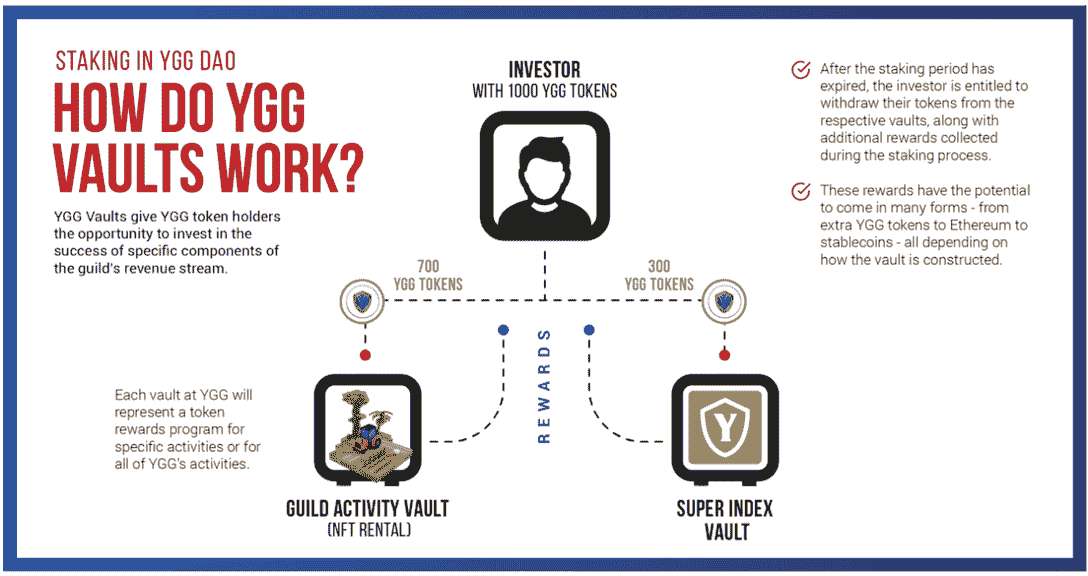 STAKING IN YGG DAO
HOW DO YGG
VAULTS WORK?
YGG Vaults give YGG token holders
the opportunity to invest in the
success of specific components of
the guild's revenue stream.
INVESTOR
WITH 1000 YGG TOKENS
After the staking period has
expired, the investor is entitled to
withdraw their tokens from the
respective vaults, along with
additional rewards collected
during the staking process.
These rewards have the potential
to come in many forms - from
extra YGG tokens to Ethereum to
stablecoins - all depending on
how the vault is constructed.
700
YGG TOKENS
300
YGG TOKENS
REWARDS
Each vault at YGG will
represent a token
rewards program for
specific activities or for
all of YGG's activities.
Y
GUILD ACTIVITY VAULT
(NFT RENTAL)
SUPER INDEX
VAULT